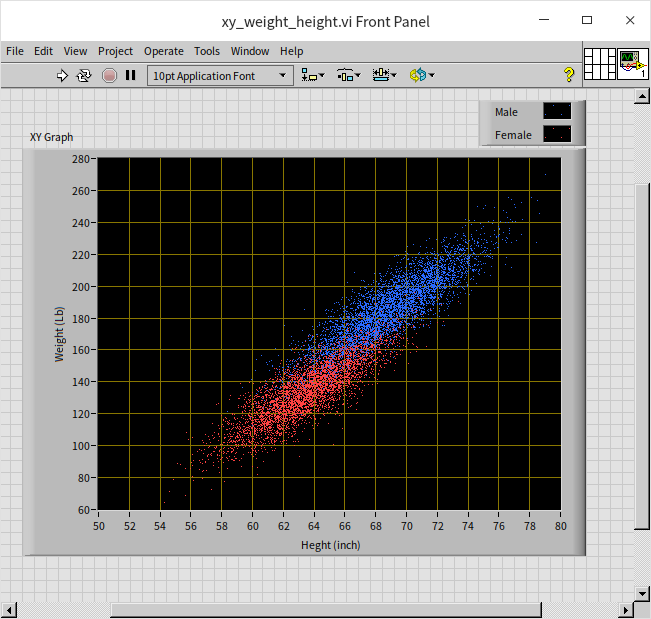 xy_weight_height.vi Front Panel
File Edit View Project Operate Tools Window Help
10pt Application Font
?
1
Male
Female
XY Graph
280
260
240
220
200
180
160
140
120
100
80
60
Weight (Lb)
50 52 54 56 58 60 62 64 66 68 70 72 74 76 78 80
Heght (inch)